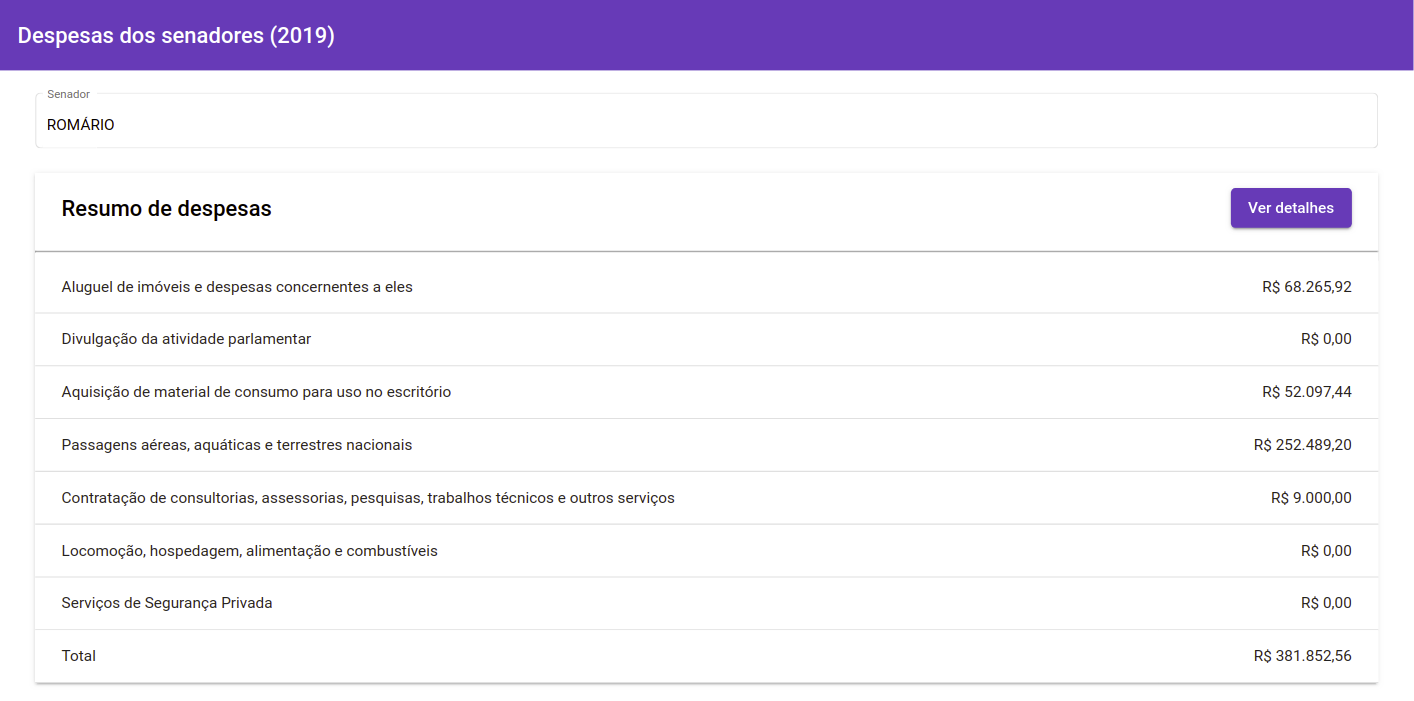 Despesas dos senadores (2019)
Senador
ROMÁRIO
Resumo de despesas
Ver detalhes
Aluguel de imóveis e despesas concernentes a eles R$ 68.265,92
Divulgação da atividade parlamentar R$ 0,00
Aquisição de material de consumo para uso no escritório R$ 52.097,44
Passagens aéreas, aquáticas e terrestres nacionais R$ 252.489,20
Contratação de consultorias, assessorias, pesquisas, trabalhos técnicos e outros serviços R$ 9.000,00
Locomoção, hospedagem, alimentação e combustíveis R$ 0,00
Serviços de Segurança Privada R$ 0,00
Total R$ 381.852,56